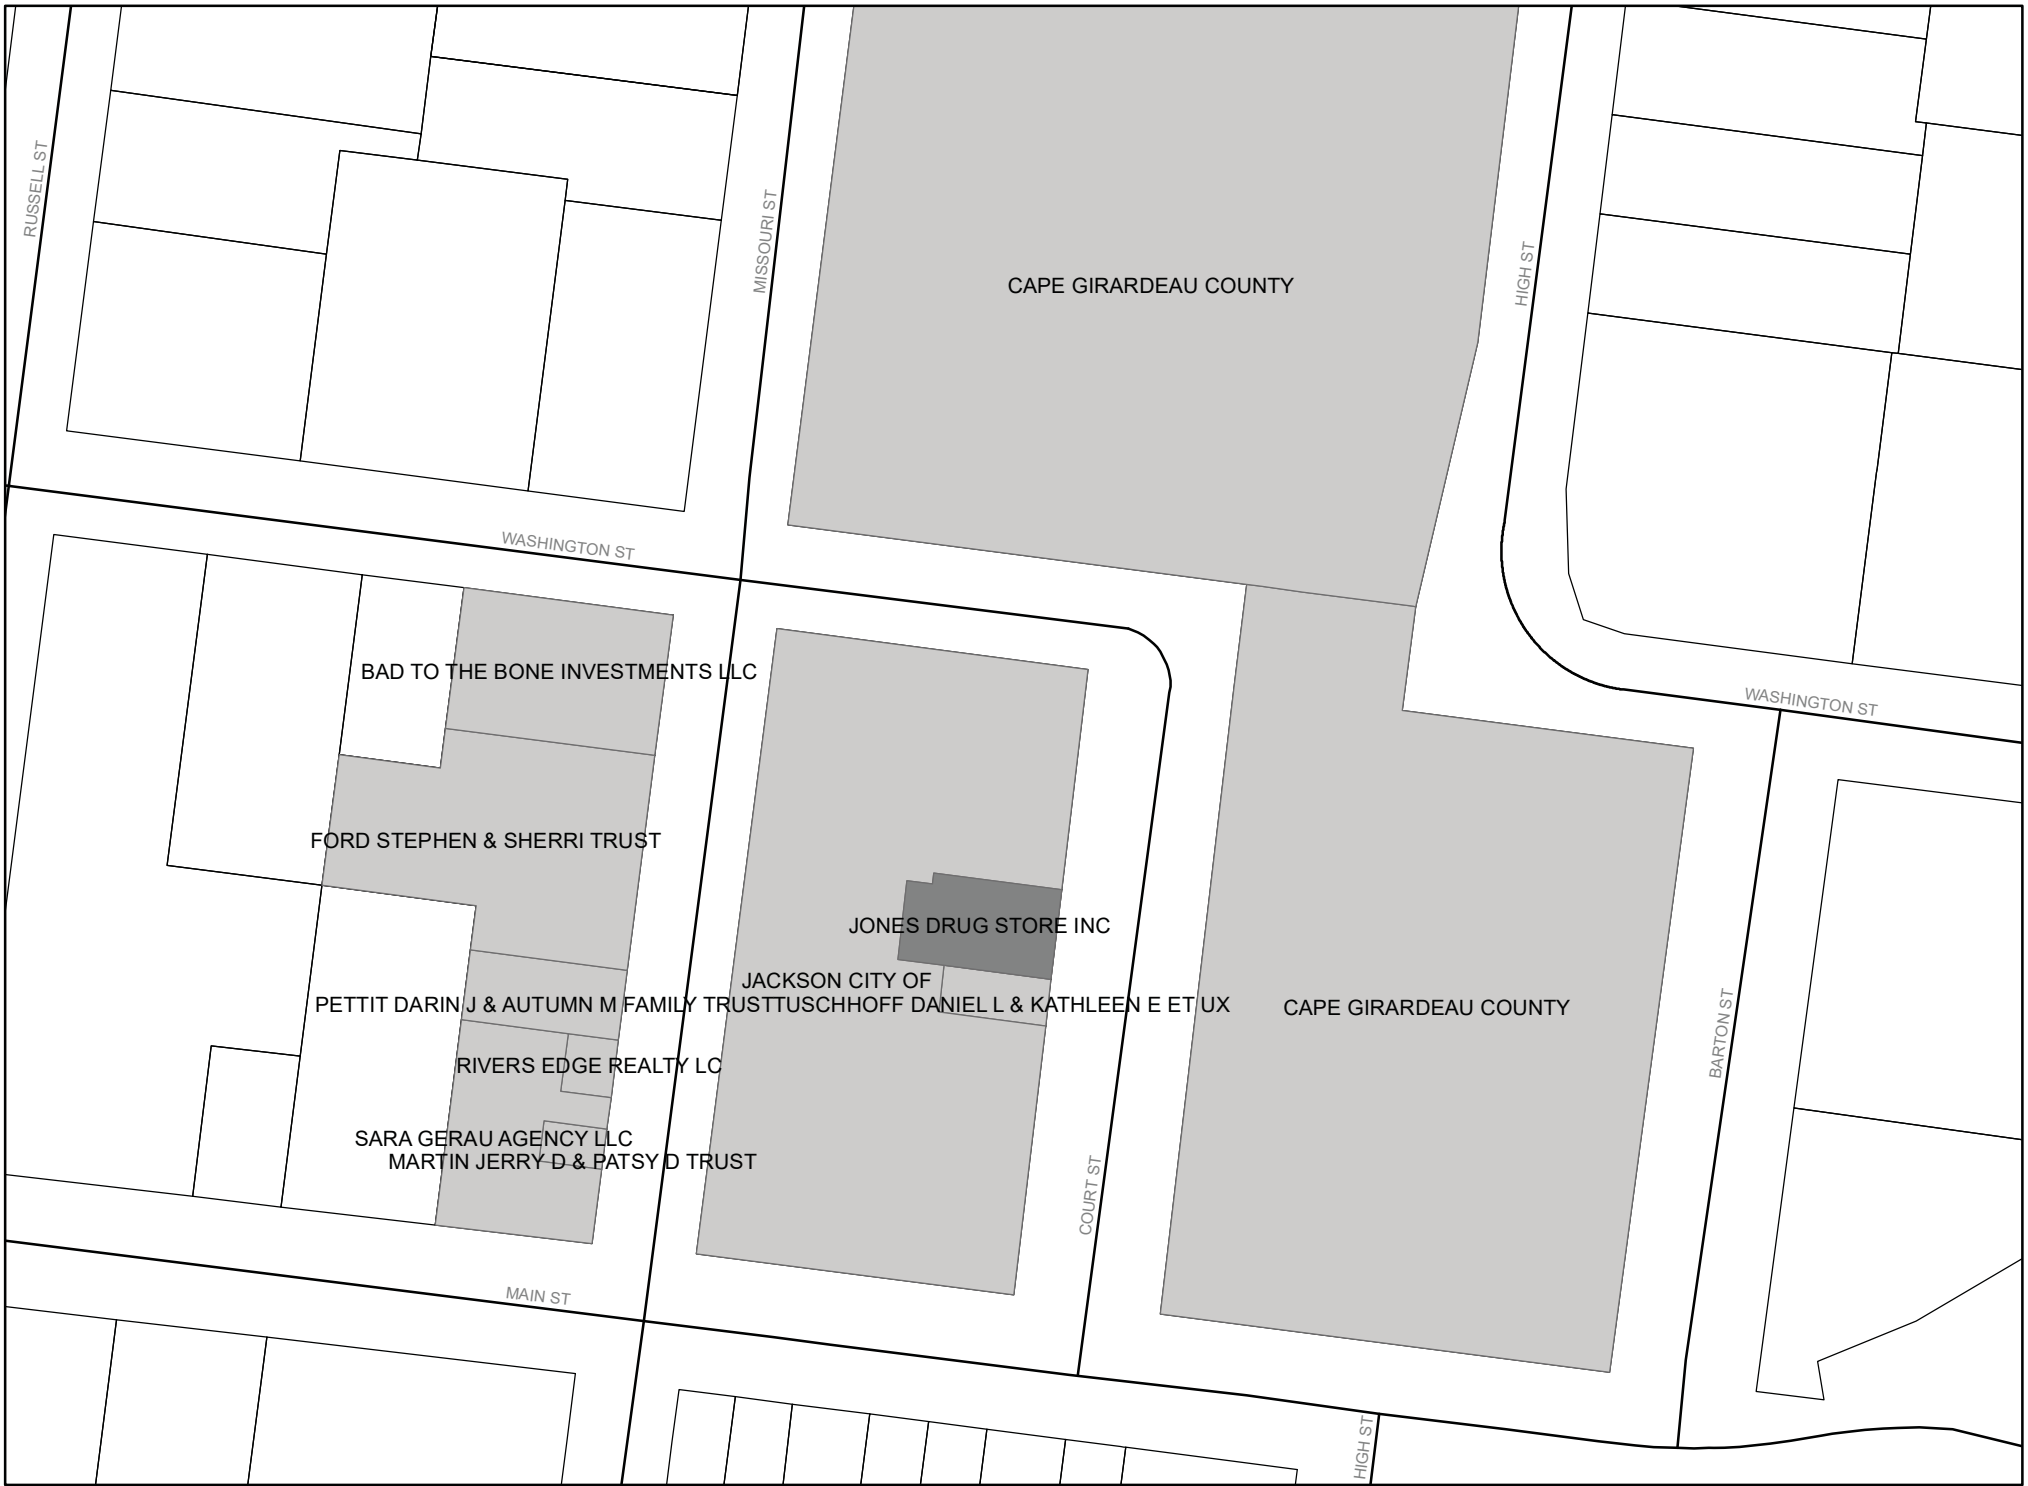 RUSSELL ST
MISSOURI ST
CAPE GIRARDEAU COUNTY
HIGH ST
WASHINGTON ST
BAD TO THE BONE INVESTMENTS LLC
WASHINGTON ST
FORD STEPHEN & SHERRI TRUST
JONES DRUG STORE INC
JACKSON CITY OF
PETTIT DARIN J & AUTUMN M FAMILY TRUST
TUSCHHOFF DANIEL L & KATHLEEN E ET UX
CAPE GIRARDEAU COUNTY
BARTON ST
RIVERS EDGE REALTY LC
SARA GERAU AGENCY LLC
MARTIN JERRY D & PATSY D TRUST
COURT ST
MAIN ST
HIGH ST